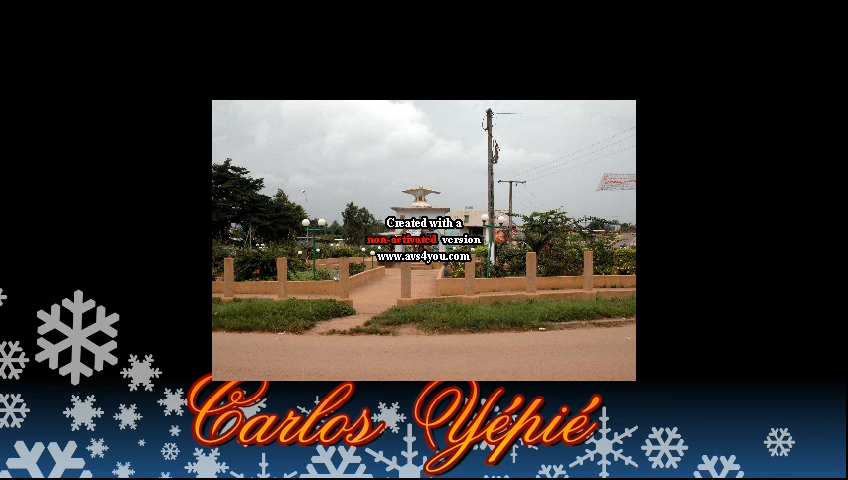 Created with a
non-activated version
www.avs4you.com
Carlos Yépié